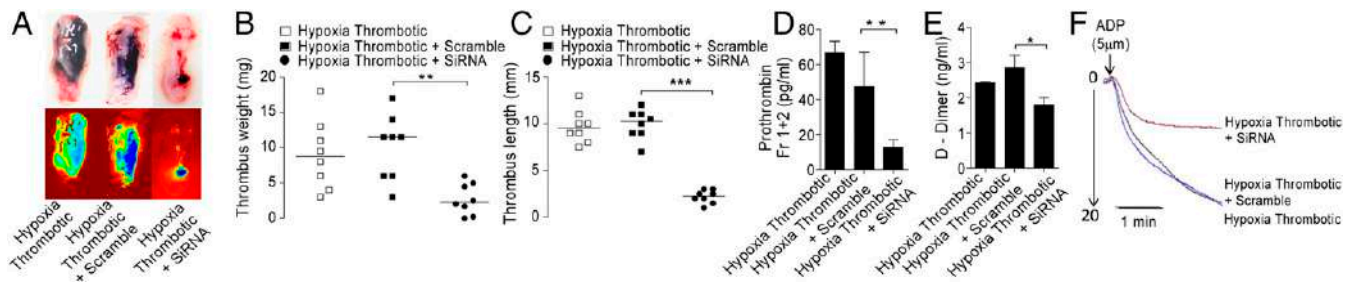 A
Hypoxia
Thrombotic
Hypoxia
Thrombotic
+ Scramble
Hypoxia
Thrombotic
+ SiRNA
B
□ Hypoxia Thrombotic
■ Hypoxia Thrombotic + Scramble
● Hypoxia Thrombotic + SiRNA
Thrombus weight (mg)
20
15
10
5
0
**
C
□ Hypoxia Thrombotic
■ Hypoxia Thrombotic + Scramble
● Hypoxia Thrombotic + SiRNA
Thrombus length (mm)
15
10
5
0
***
D
Prothrombin
Fr 1+2 (pg/ml)
80
60
40
20
0
* *
Hypoxia Thrombotic
Hypoxia Thrombotic
+ Scramble
Hypoxia Thrombotic
+ SiRNA
E
D - Dimer (ng/ml)
4
3
2
1
0
*
Hypoxia Thrombotic
Hypoxia Thrombotic
+ Scramble
Hypoxia Thrombotic
+ SiRNA
F
ADP
(5μm)
0
20
1 min
Hypoxia Thrombotic
+ SiRNA
Hypoxia Thrombotic
+ Scramble
Hypoxia Thrombotic